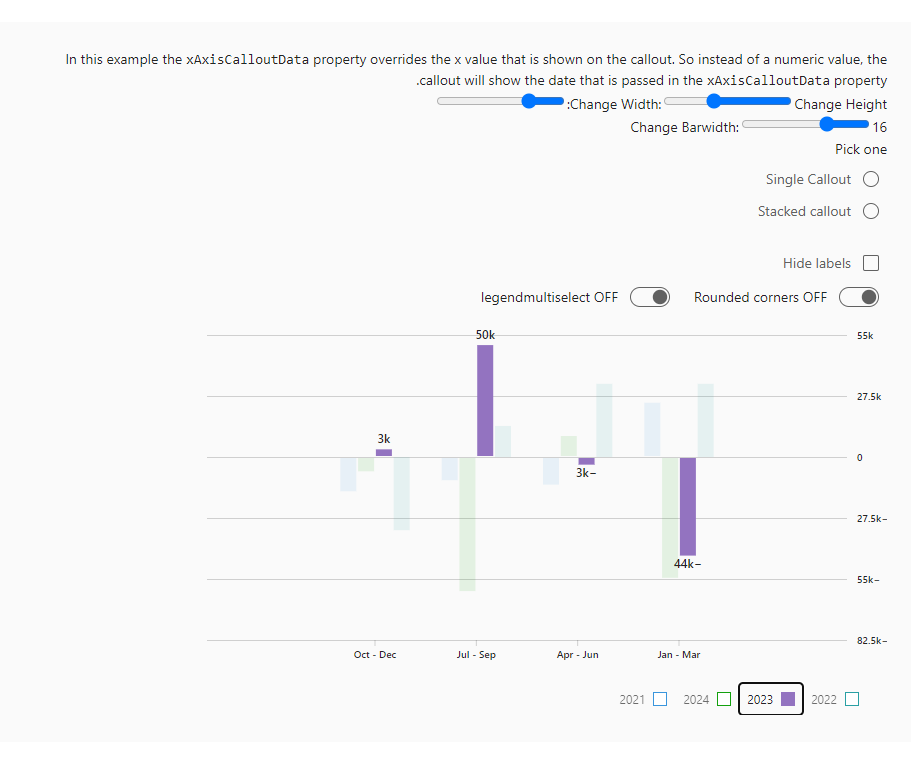 In this example the xAxisCalloutData property overrides the x value that is shown on the callout. So instead of a numeric value, the
.callout will show the date that is passed in the xAxisCalloutData property
:Change Width: Change Height
Change Barwidth: 16
Pick one
Single Callout
Stacked callout
Hide labels
legendmultiselect OFF Rounded corners OFF
50k
55k
27.5k
3k
0
3k−
27.5k−
44k−
55k−
82.5k−
Oct - Dec Jul - Sep Apr - Jun Jan - Mar
2021 2024 2023 2022